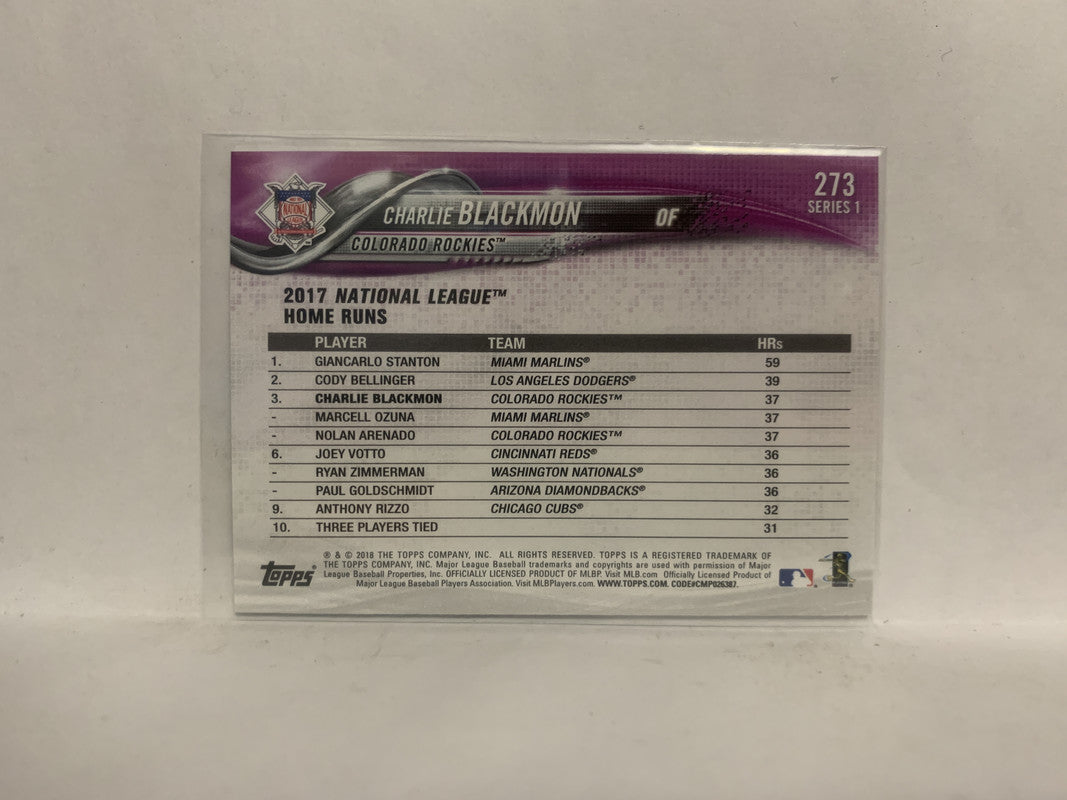 273
SERIES 1
NATIONAL
CHARLIE BLACKMON OF
COLORADO ROCKIES™
2017 NATIONAL LEAGUE™
HOME RUNS
PLAYER TEAM HRs
1. GIANCARLO STANTON MIAMI MARLINS® 59
2. CODY BELLINGER LOS ANGELES DODGERS® 39
3. CHARLIE BLACKMON COLORADO ROCKIES™ 37
- MARCELL OZUNA MIAMI MARLINS® 37
- NOLAN ARENADO COLORADO ROCKIES™ 37
6. JOEY VOTTO CINCINNATI REDS® 36
- RYAN ZIMMERMAN WASHINGTON NATIONALS® 36
- PAUL GOLDSCHMIDT ARIZONA DIAMONDBACKS® 36
9. ANTHONY RIZZO CHICAGO CUBS® 32
10. THREE PLAYERS TIED 31
® & © 2018 THE TOPPS COMPANY, INC. ALL RIGHTS RESERVED. TOPPS IS A REGISTERED TRADEMARK OF
THE TOPPS COMPANY, INC. Major League Baseball trademarks and copyrights are used with permission of Major
League Baseball Properties, Inc. OFFICIALLY LICENSED PRODUCT OF MLBP. Visit MLB.com Officially Licensed Product of
Major League Baseball Players Association. Visit MLBPlayers.com. WWW.TOPPS.COM. CODE#CMP026387.
Topps®